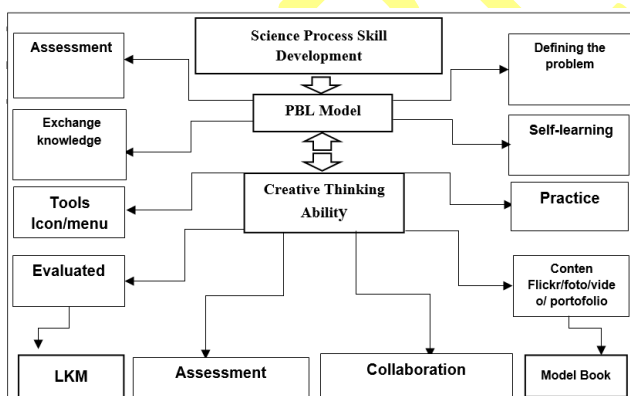 Science Process Skill
Development
Assessment
Defining the
problem
PBL Model
Exchange
knowledge
Self-learning
Creative Thinking
Ability
Tools
Icon/menu
Practice
Evaluated
Conten
Flickr/foto/vide
o/ portofolio
LKM
Assessment
Collaboration
Model Book